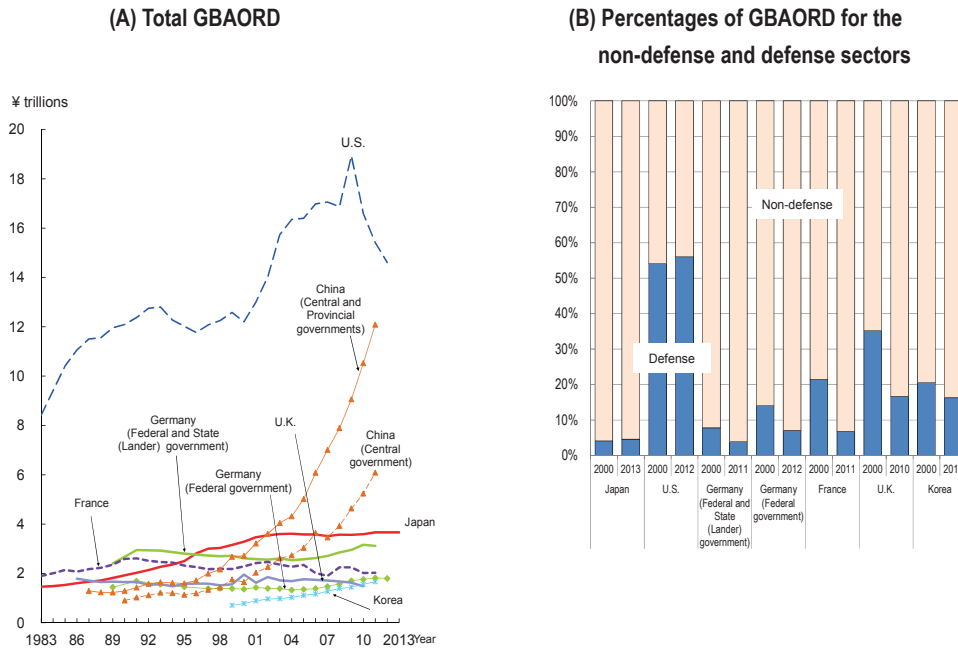 (A) Total GBAORD
¥ trillions
20
18
16
14
12
10
8
6
4
2
0
U.S.
China
(Central and
Provincial
governments)
Germany
(Federal and State
(Lander) government)
U.K.
China
(Central
government)
France
Germany
(Federal government)
Japan
Korea
1983 86 89 92 95 98 01 04 07 10 2013 Year
(B) Percentages of GBAORD for the
non-defense and defense sectors
100%
90%
80%
70%
60%
50%
40%
30%
20%
10%
0%
Non-defense
Defense
2000 2013 2000 2012 2000 2011 2000 2012 2000 2011 2000 2010 2000
Japan
U.S.
Germany
(Federal and
State
(Lander)
government)
Germany
(Federal
government)
France
U.K.
Korea